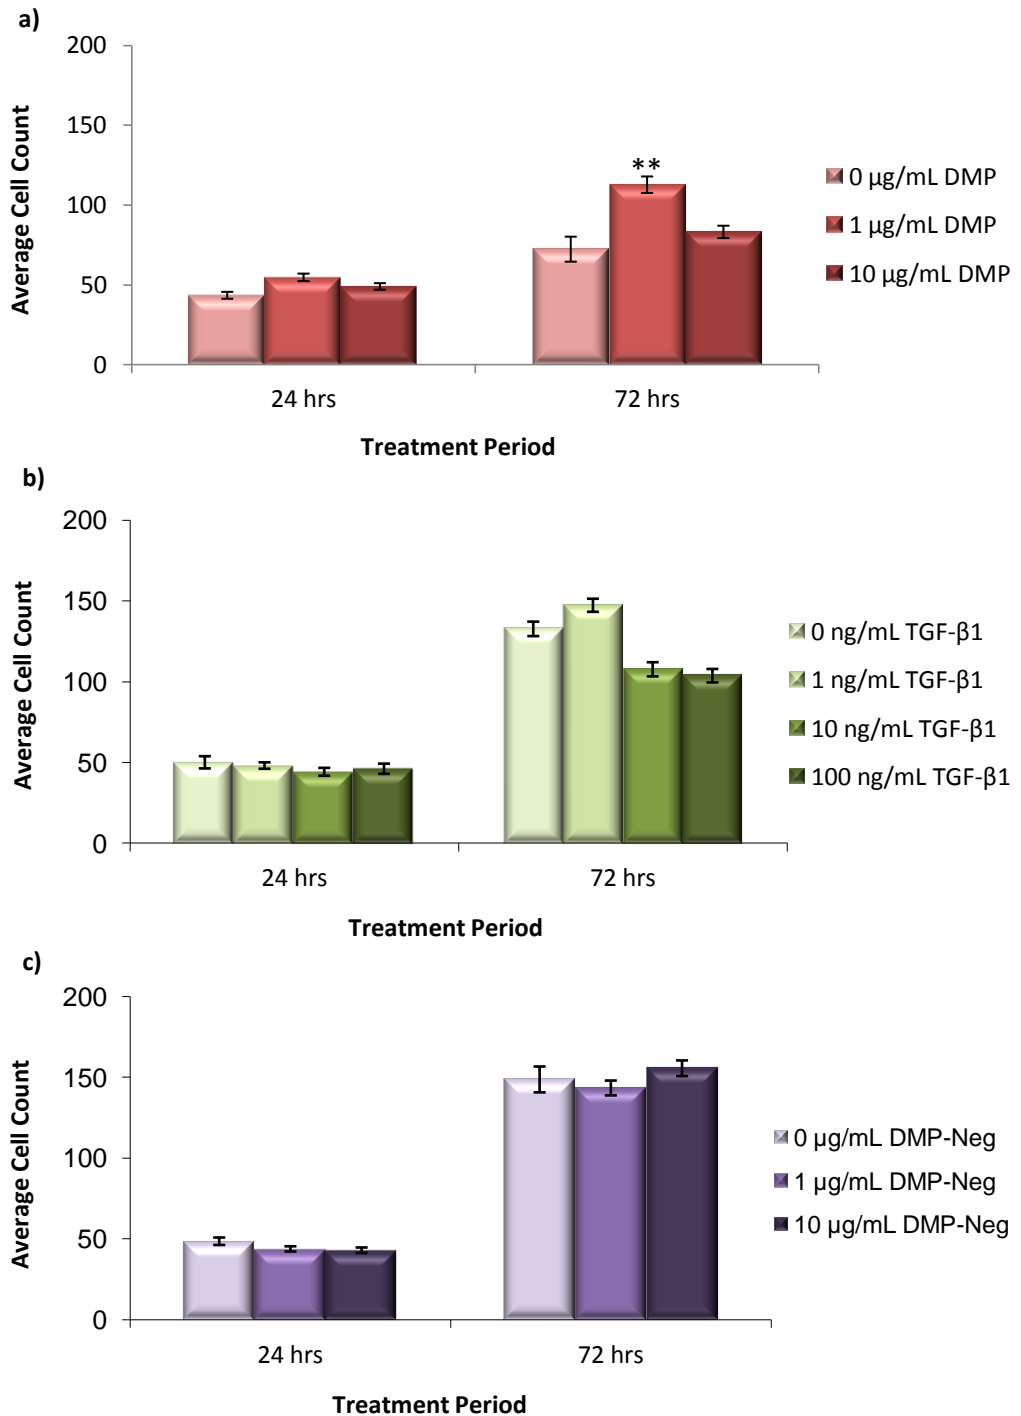 a)
Average Cell Count
200
150
100
50
0
**
24 hrs
72 hrs
Treatment Period
0 µg/mL DMP
1 µg/mL DMP
10 µg/mL DMP
b)
Average Cell Count
200
150
100
50
0
24 hrs
72 hrs
Treatment Period
0 ng/mL TGF-β1
1 ng/mL TGF-β1
10 ng/mL TGF-β1
100 ng/mL TGF-β1
c)
Average Cell Count
200
150
100
50
0
24 hrs
72 hrs
Treatment Period
0 µg/mL DMP-Neg
1 µg/mL DMP-Neg
10 µg/mL DMP-Neg